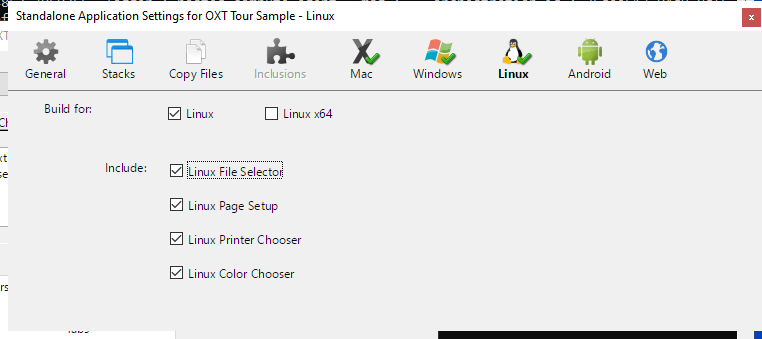 Standalone Application Settings for OXT Tour Sample - Linux
General
Stacks
Copy Files
Inclusions
Mac
Windows
Linux
Android
Web
Build for:
Linux
Linux x64
Include:
Linux File Selector
Linux Page Setup
Linux Printer Chooser
Linux Color Chooser